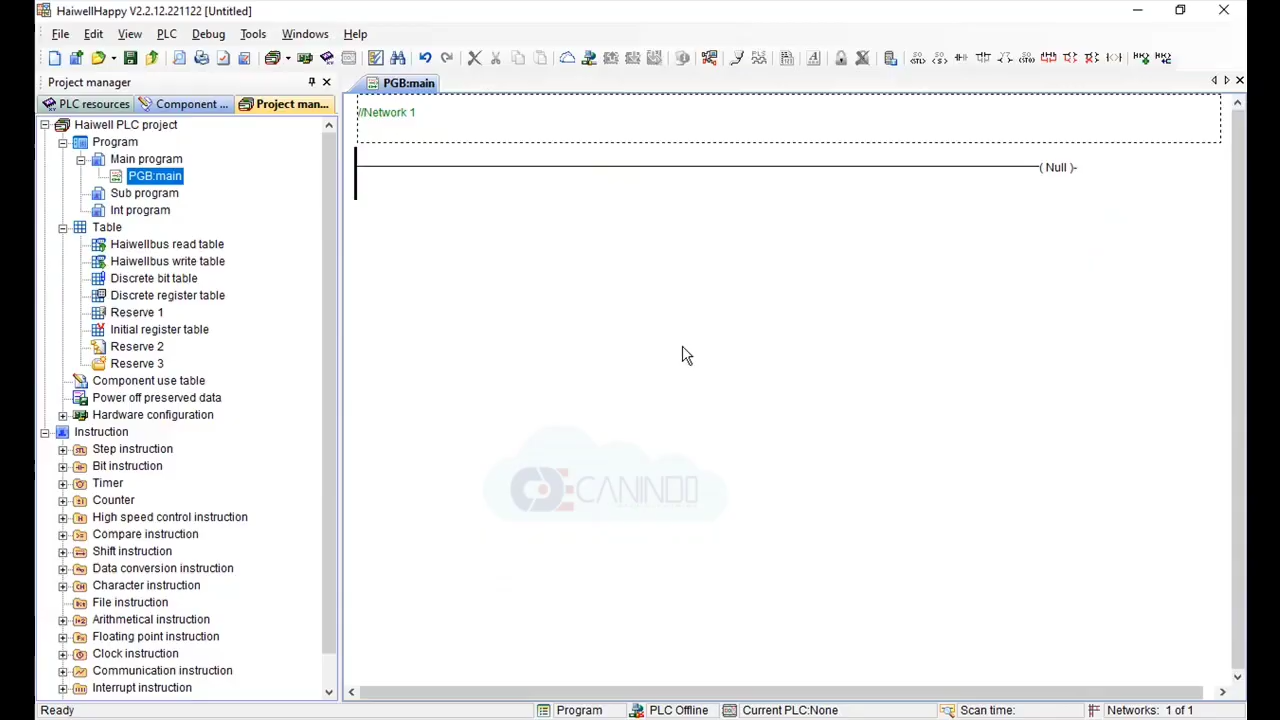 HaiwellHappy V2.2.12.221122 [Untitled]
File Edit View PLC Debug Tools Windows Help
Project manager
PLC resources Component ... Project man...
PGB:main
Haiwell PLC project
Program
Main program
PGB:main
Sub program
Int program
Table
Haiwellbus read table
Haiwellbus write table
Discrete bit table
Discrete register table
Reserve 1
Initial register table
Reserve 2
Reserve 3
Component use table
Power off preserved data
Hardware configuration
Instruction
Step instruction
Bit instruction
Timer
Counter
High speed control instruction
Compare instruction
Shift instruction
Data conversion instruction
Character instruction
File instruction
Arithmetical instruction
Floating point instruction
Clock instruction
Communication instruction
Interrupt instruction
//Network 1
( Null )-
CANINDO
Ready
Program
PLC Offline
Current PLC:None
Scan time:
Networks: 1 of 1